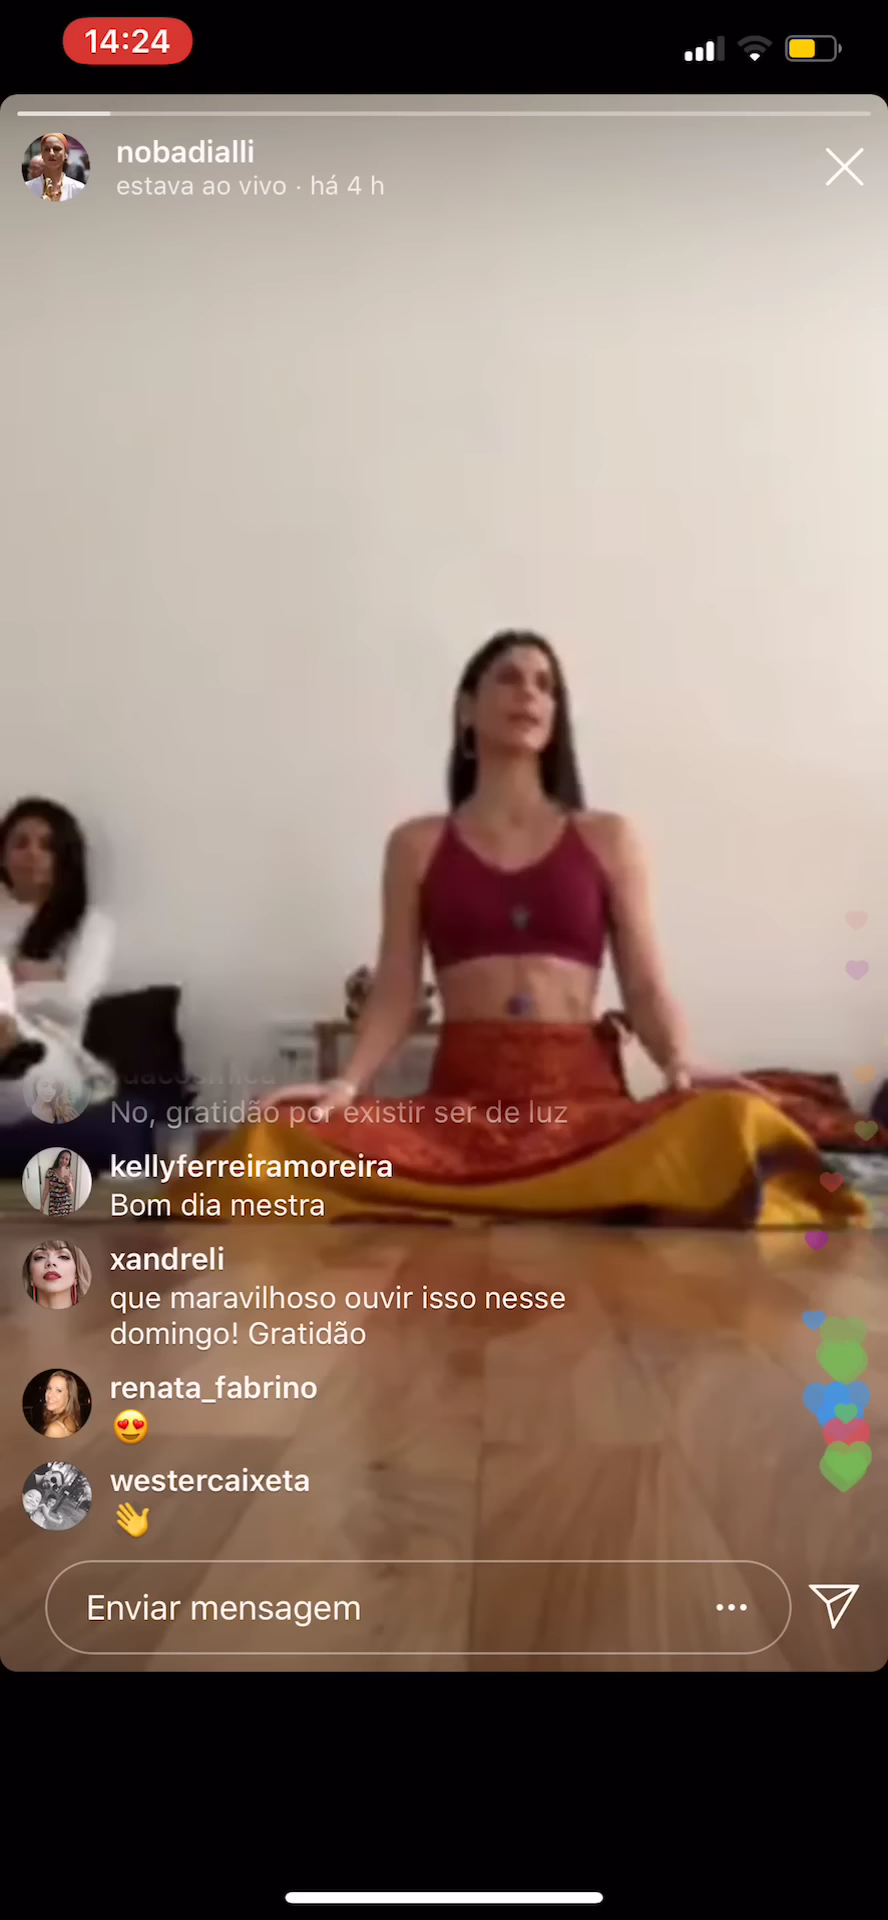 14:24
nobadialli
estava ao vivo · há 4 h
No, gratidão por existir ser de luz
kellyferreiramoreira
Bom dia mestra
xandreli
que maravilhoso ouvir isso nesse
domingo! Gratidão
renata_fabrino
😍
westercaixeta
👋
Enviar mensagem